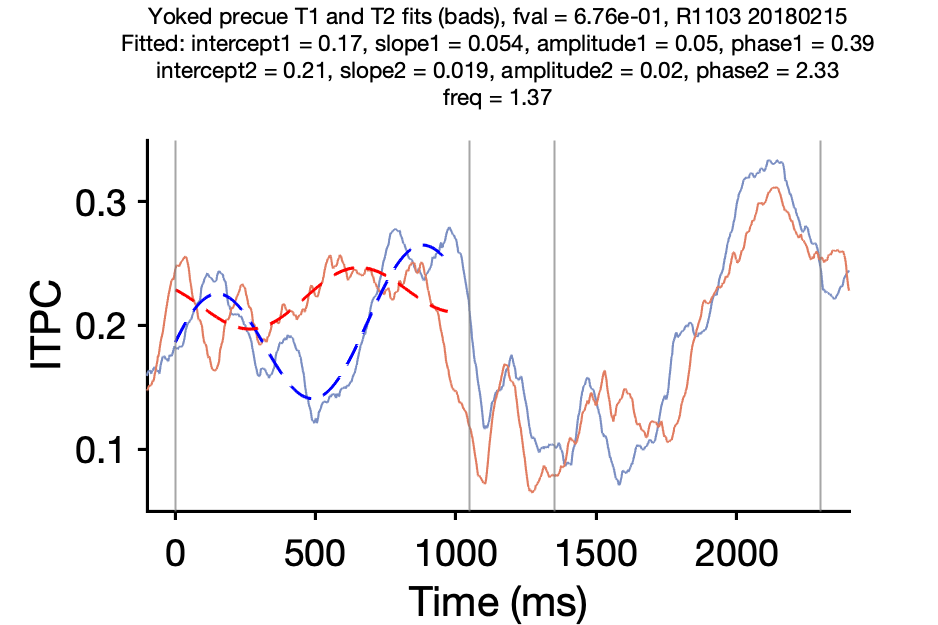 Yoked precue T1 and T2 fits (bads), fval = 6.76e-01, R1103 20180215
Fitted: intercept1 = 0.17, slope1 = 0.054, amplitude1 = 0.05, phase1 = 0.39
intercept2 = 0.21, slope2 = 0.019, amplitude2 = 0.02, phase2 = 2.33
freq = 1.37
0.3
0.2
0.1
ITPC
0 500 1000 1500 2000
Time (ms)